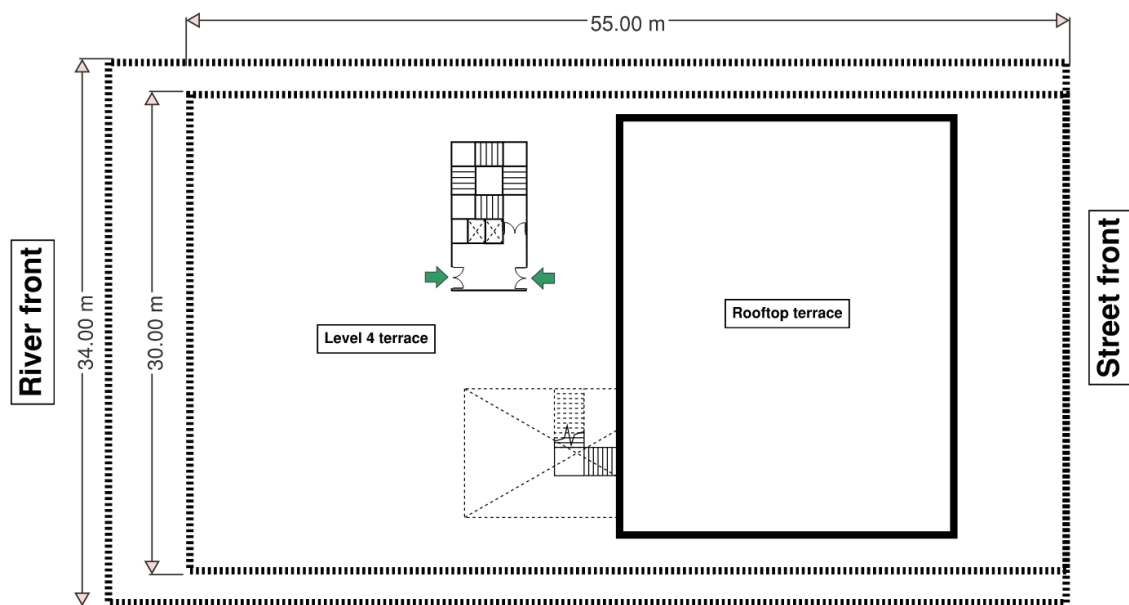 55.00 m
River front
34.00 m
30.00 m
Level 4 terrace
Rooftop terrace
Street front